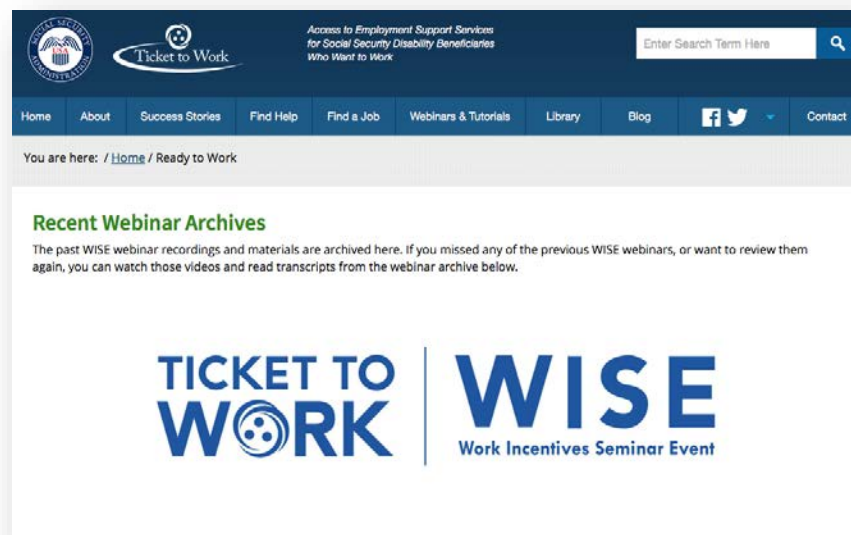 SOCIAL SECURITY
USA
ADMINISTRATION
Ticket to Work
Access to Employment Support Services
for Social Security Disability Beneficiaries
Who Want to Work
Enter Search Term Here
Home About Success Stories Find Help Find a Job Webinars & Tutorials Library Blog Contact
You are here: / Home / Ready to Work
Recent Webinar Archives
The past WISE webinar recordings and materials are archived here. If you missed any of the previous WISE webinars, or want to review them
again, you can watch those videos and read transcripts from the webinar archive below.
TICKET TO
WORK
WISE
Work Incentives Seminar Event